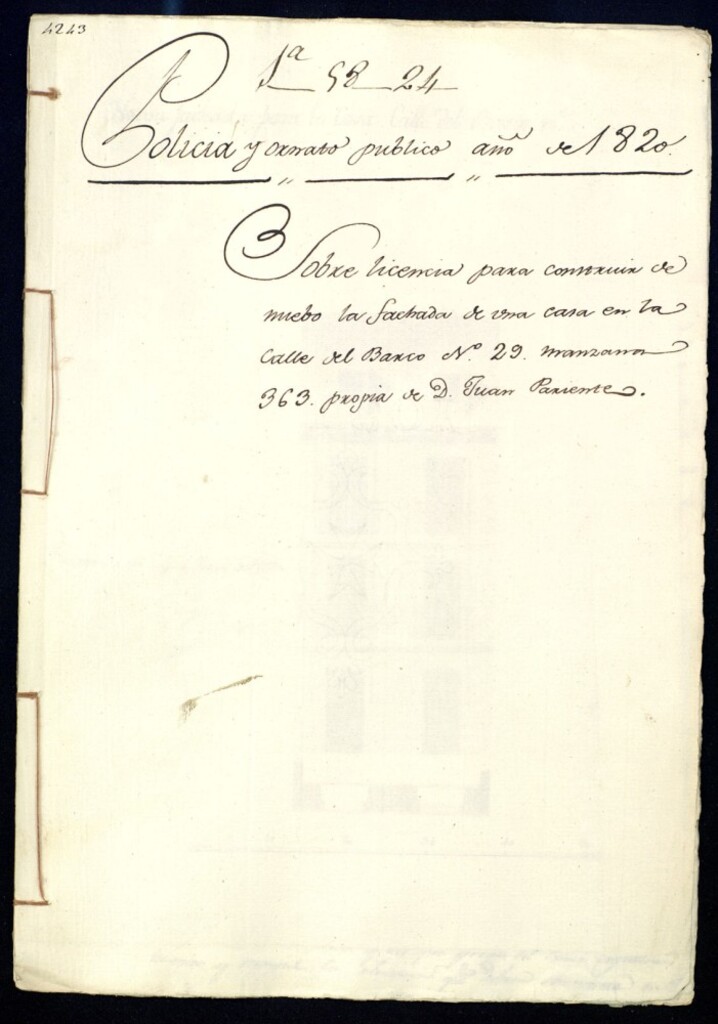 4243
1ª 58 24
Policia y ornato publico año de 1820.
Sobre licencia para construir de
nuebo la fachada de vna casa en la
Calle del Barco Nº 29. manzana
363. propia de D. Juan Pariente.